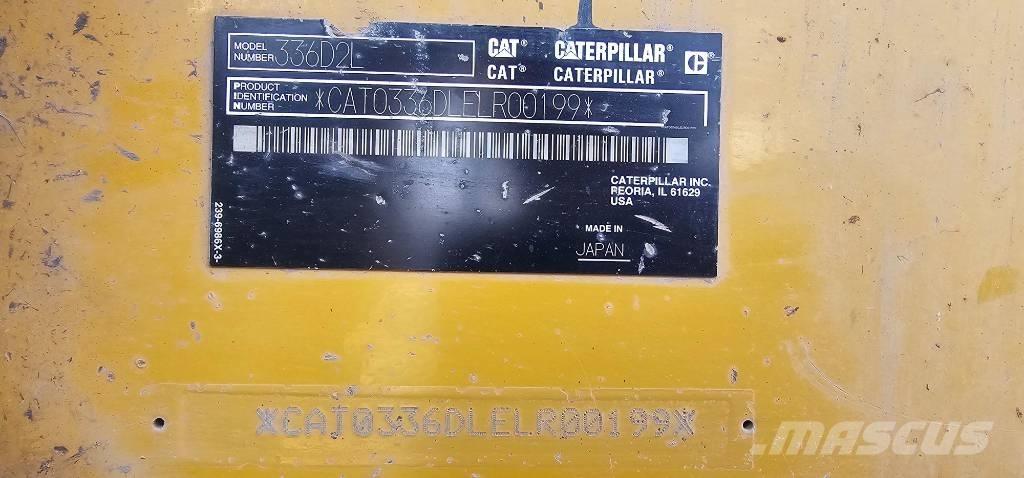 MODEL NUMBER 336D2L
CAT® CATERPILLAR®
CAT® CATERPILLAR®
PRODUCT
IDENTIFICATION
NUMBER
*CAT0336DLELR00199*
CATERPILLAR INC.
PEORIA, IL 61629
USA
MADE IN
JAPAN
239-6986X-3-
*CAT0336DLELR00199*
MASCUS